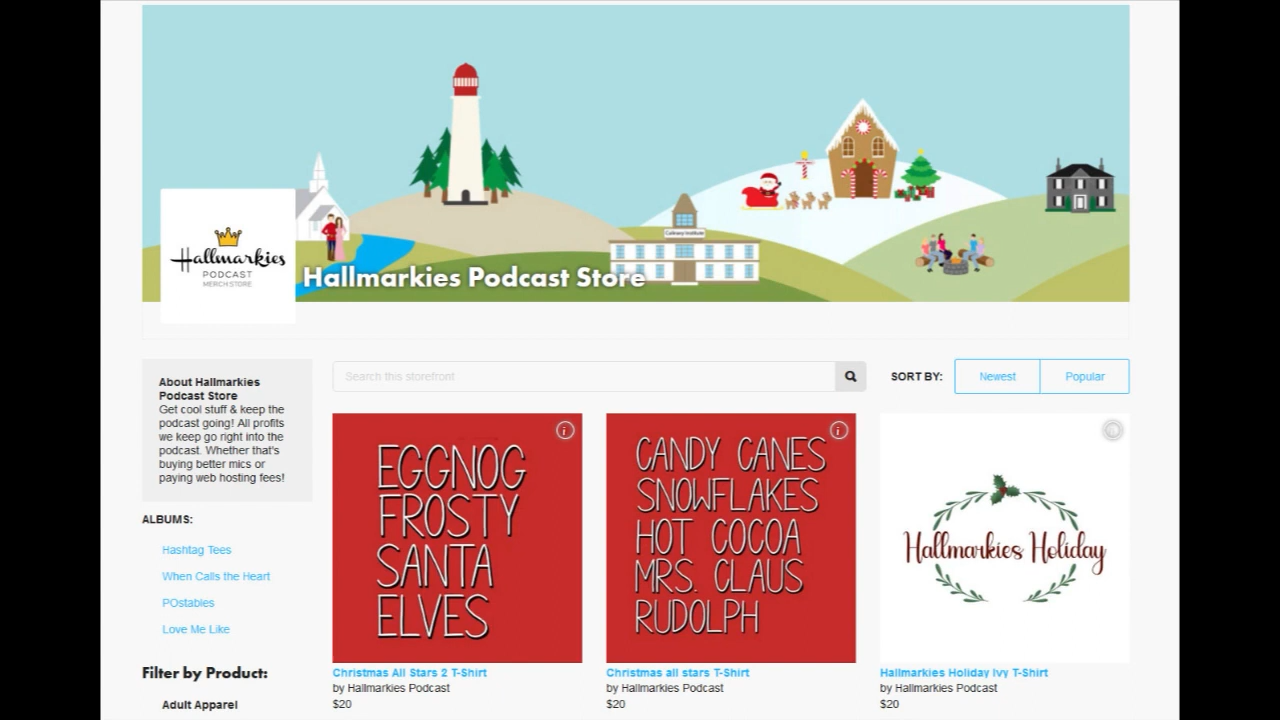 Culinary Institute
Hallmarkies
PODCAST
MERCH STORE
Hallmarkies Podcast Store
About Hallmarkies
Podcast Store
Get cool stuff & keep the
podcast going! All profits
we keep go right into the
podcast. Whether that's
buying better mics or
paying web hosting fees!
ALBUMS:
Hashtag Tees
When Calls the Heart
POstables
Love Me Like
Filter by Product:
Adult Apparel
Search this storefront
SORT BY:
Newest
Popular
EGGNOG
FROSTY
SANTA
ELVES
Christmas All Stars 2 T-Shirt
by Hallmarkies Podcast
$20
CANDY CANES
SNOWFLAKES
HOT COCOA
MRS. CLAUS
RUDOLPH
Christmas all stars T-Shirt
by Hallmarkies Podcast
$20
Hallmarkies Holiday
Hallmarkies Holiday Ivy T-Shirt
by Hallmarkies Podcast
$20